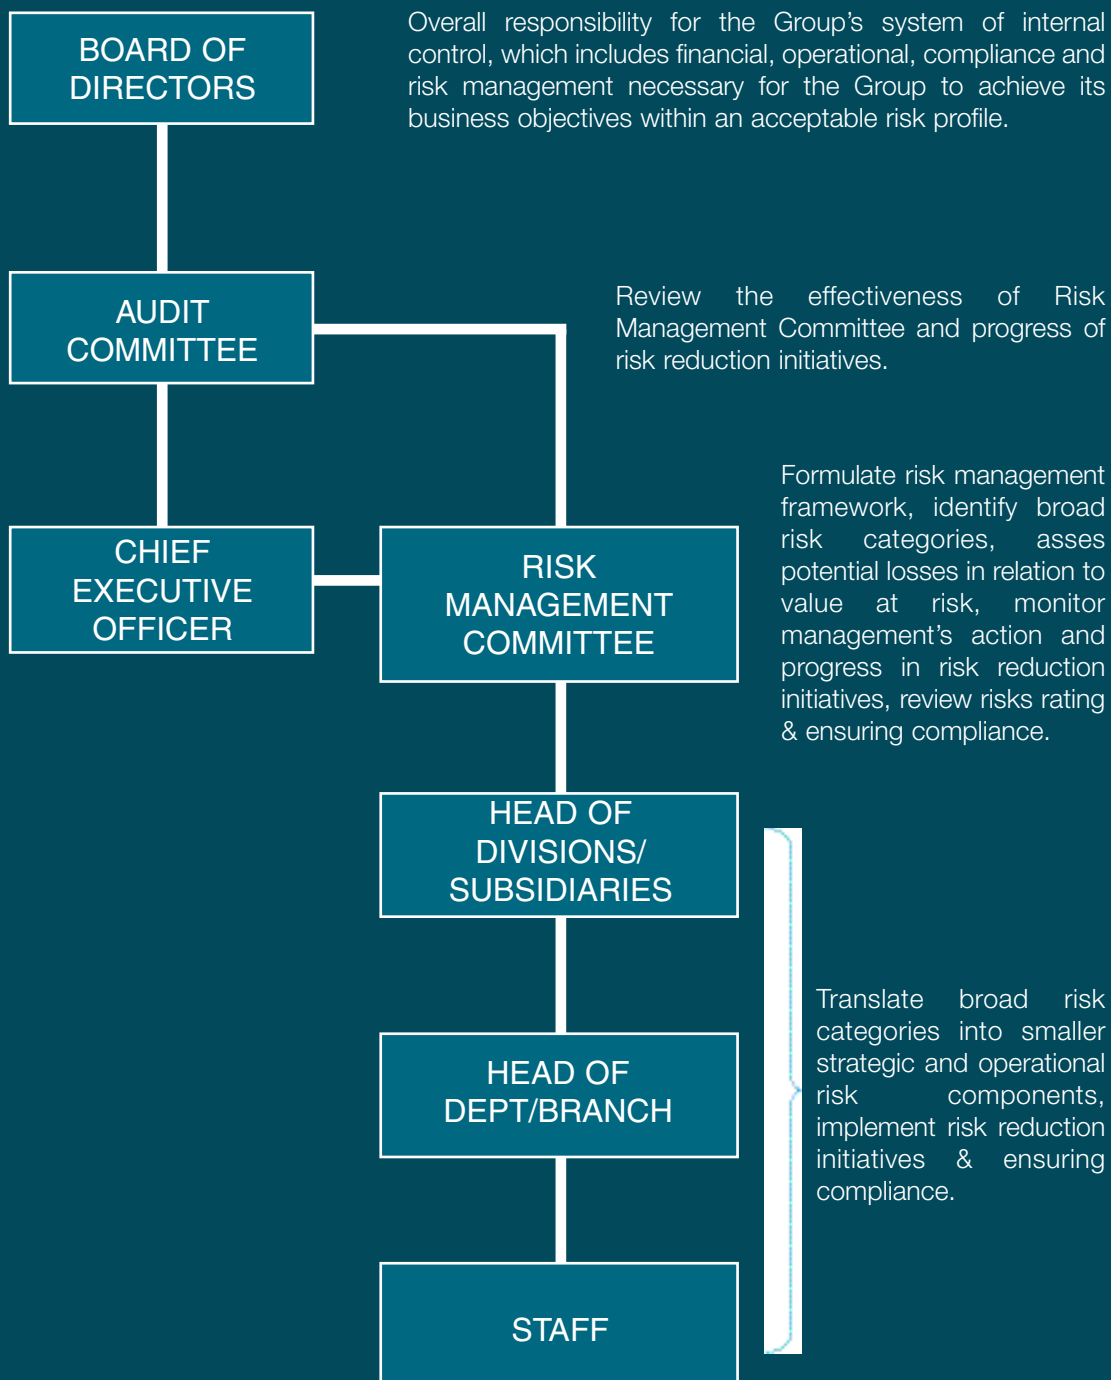 BOARD OF
DIRECTORS
Overall responsibility for the Group’s system of internal
control, which includes financial, operational, compliance and
risk management necessary for the Group to achieve its
business objectives within an acceptable risk profile.
AUDIT
COMMITTEE
Review the effectiveness of Risk
Management Committee and progress of
risk reduction initiatives.
CHIEF
EXECUTIVE
OFFICER
RISK
MANAGEMENT
COMMITTEE
Formulate risk management
framework, identify broad
risk categories, asses
potential losses in relation to
value at risk, monitor
management’s action and
progress in risk reduction
initiatives, review risks rating
& ensuring compliance.
HEAD OF
DIVISIONS/
SUBSIDIARIES
HEAD OF
DEPT/BRANCH
Translate broad risk
categories into smaller
strategic and operational
risk components,
implement risk reduction
initiatives & ensuring
compliance.
STAFF